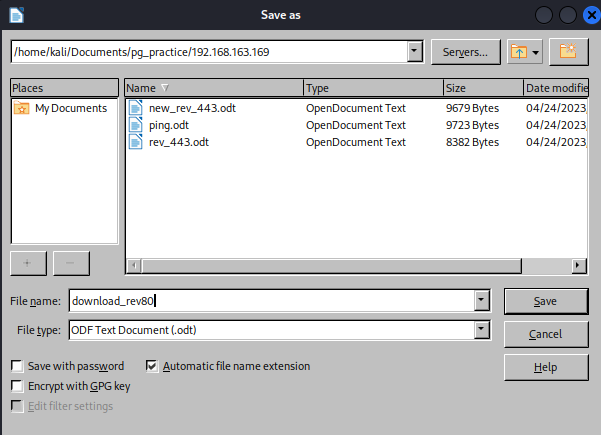 Save as
/home/kali/Documents/pg_practice/192.168.163.169
Servers...
Places
Name Type Size Date modifie
My Documents
new_rev_443.odt OpenDocument Text 9679 Bytes 04/24/2023,
ping.odt OpenDocument Text 9723 Bytes 04/24/2023,
rev_443.odt OpenDocument Text 8382 Bytes 04/24/2023,
File name: download_rev80 Save
File type: ODF Text Document (.odt)
Cancel
Save with password Automatic file name extension Help
Encrypt with GPG key
Edit filter settings